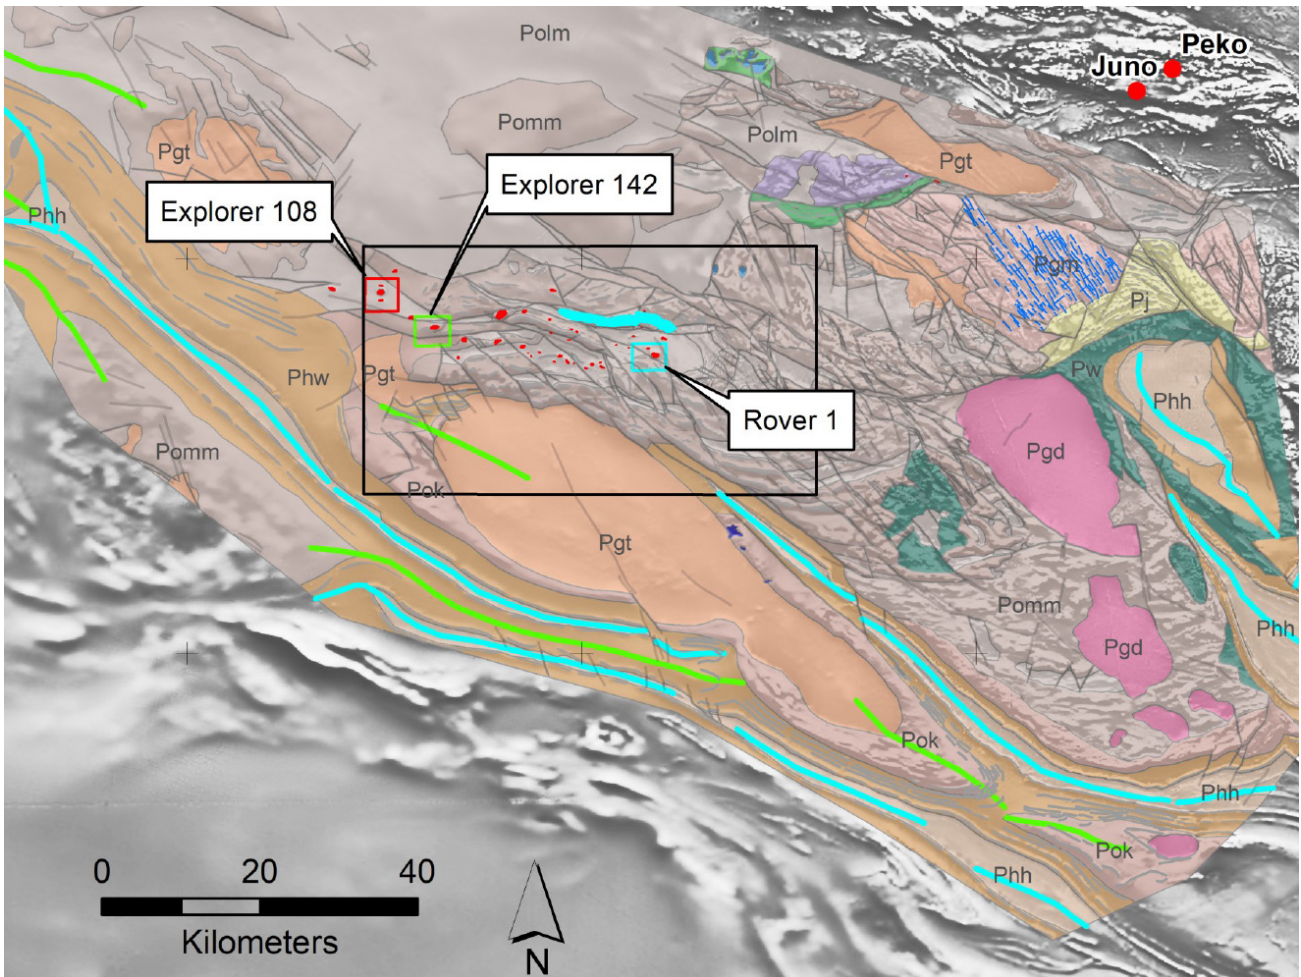 Polm
Peko
Juno
Pomm
Polm
Pgt
Pgt
Explorer 142
Explorer 108
Phh
Pgm
Pj
Phw
Pgt
Pw
Phh
Rover 1
Pomm
Pgd
Pok
Pgt
Pomm
Phh
Pgd
Pok
Phh
Pok
Phh
0 20 40
Kilometers
N